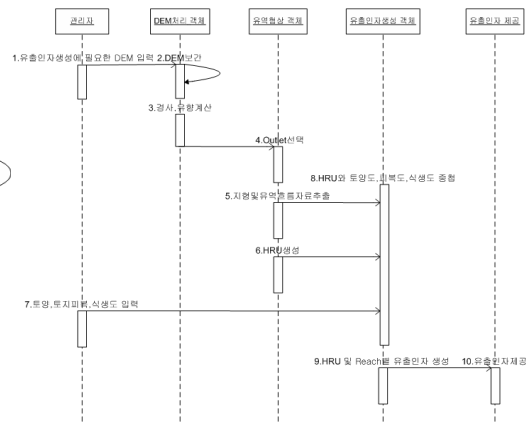 관리자
DEM처리 객체
유역형상 객체
유출인자생성 객체
유출인자 제공
1.유출인자생성에 필요한 DEM 입력
2.DEM보간
3.경사,유향계산
4.Outlet선택
8.HRU와 토양도,피복도,식생도 중첩
5.지형및유역흐름자료추출
6.HRU생성
7.토양,토지피복,식생도 입력
9.HRU 및 Reach별 유출인자 생성
10.유출인자제공